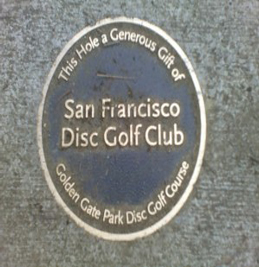 This Hole a Generous Gift of
San Francisco
Disc Golf Club
Golden Gate Park Disc Golf Course